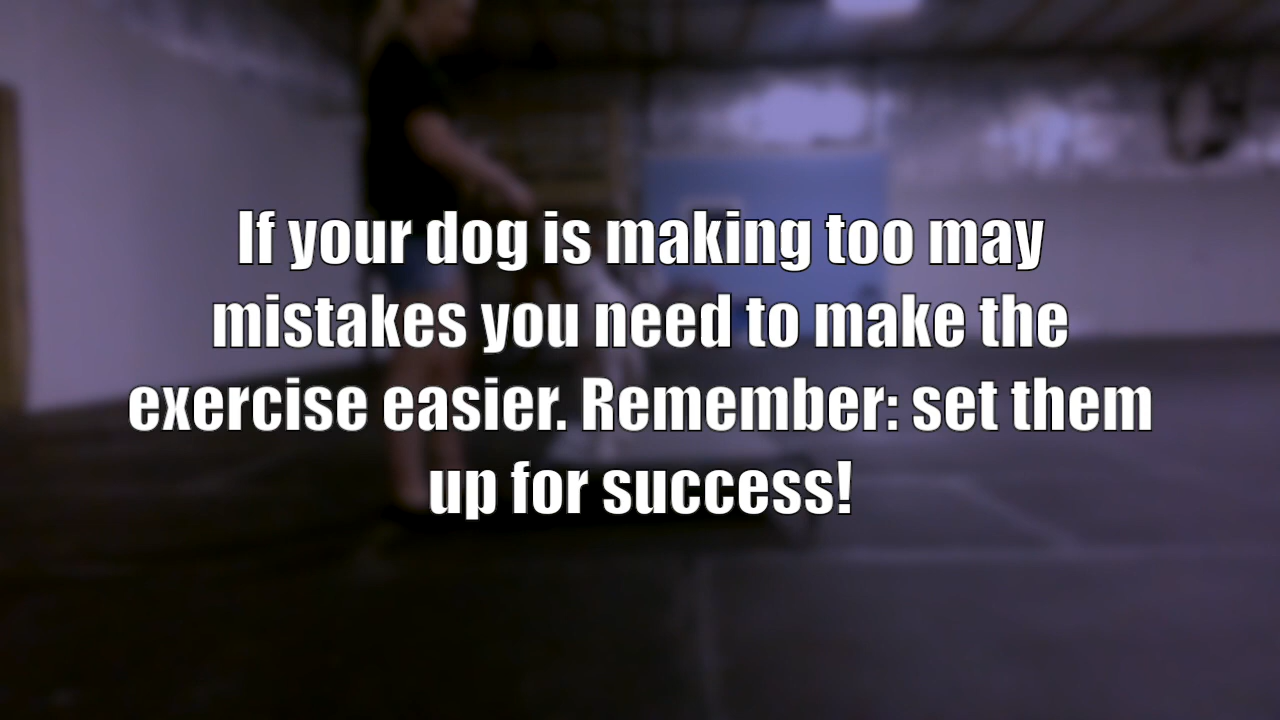 If your dog is making too may
mistakes you need to make the
exercise easier. Remember: set them
up for success!